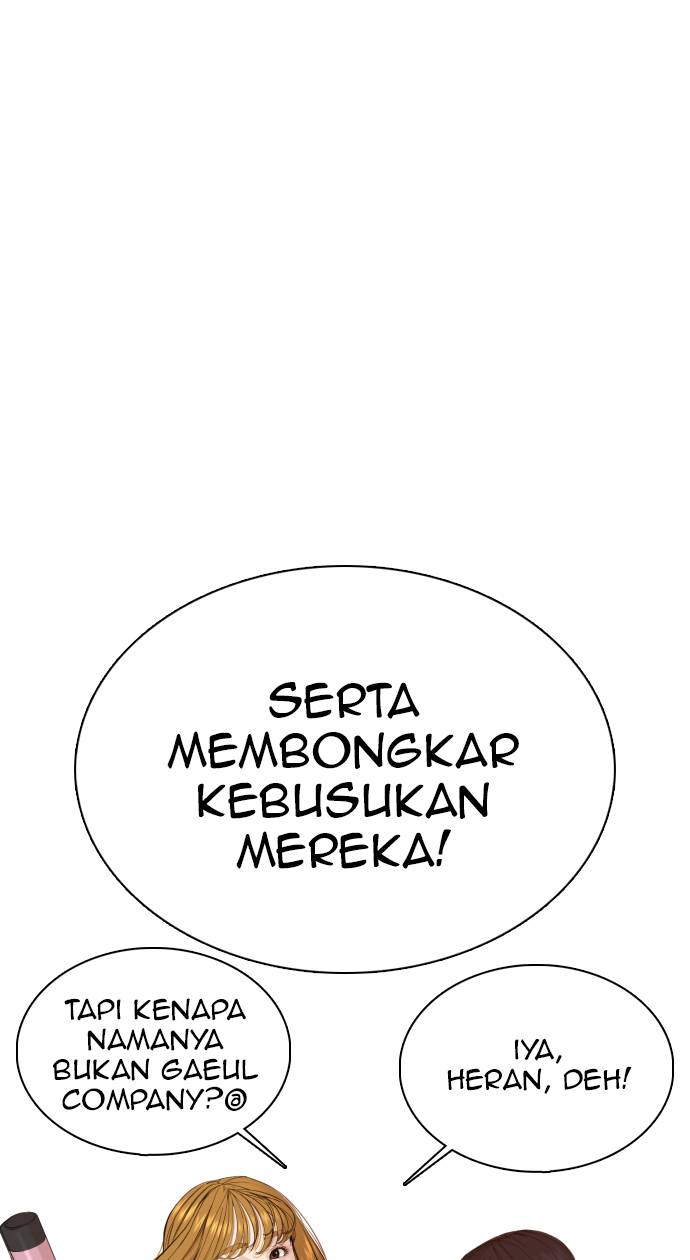 SERTA
MEMBONGKAR
KEBUSUKAN
MEREKA!
TAPI KENAPA
NAMANYA
BUKAN GAEUL
COMPANY?@
IYA,
HERAN, DEH!